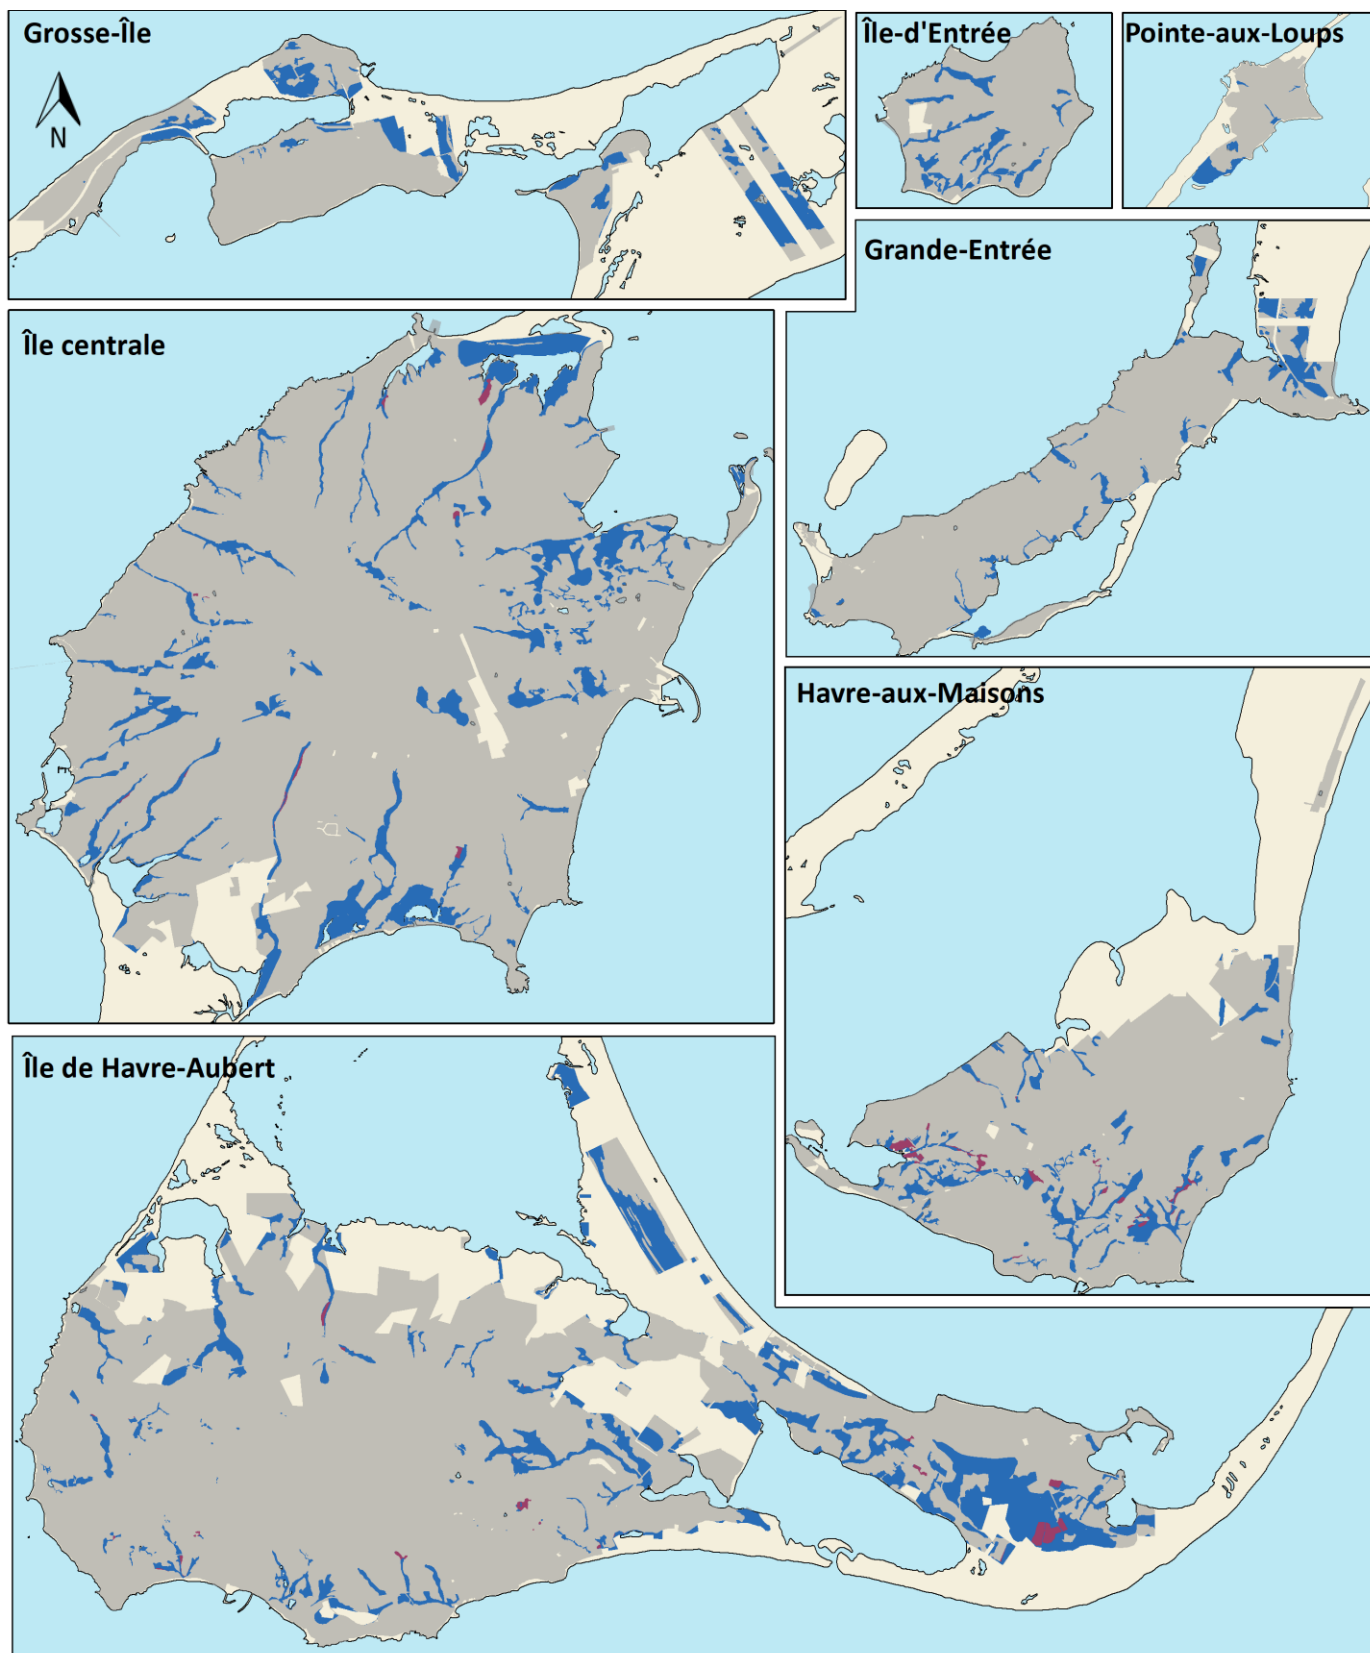 Grosse-Île
N
Île-d'Entrée
Pointe-aux-Loups
Grande-Entrée
Île centrale
Havre-aux-Maisons
Île de Havre-Aubert